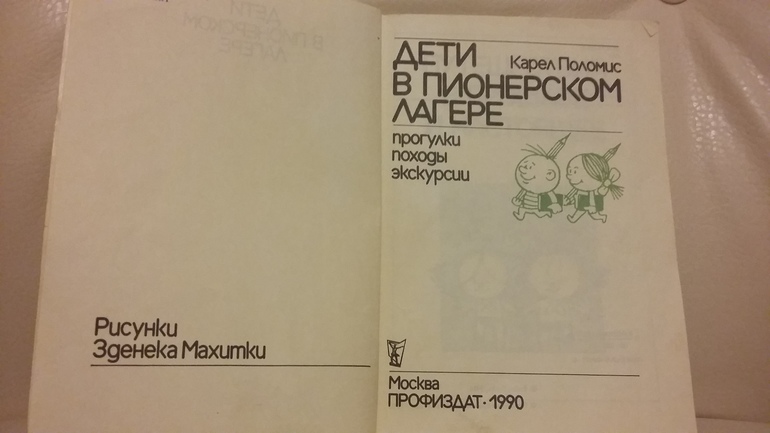 Рисунки
Зденека Махитки
ДЕТИ
Карел Поломис
В ПИОНЕРСКОМ
ЛАГЕРЕ
прогулки
походы
экскурсии
Москва
ПРОФИЗДАТ · 1990